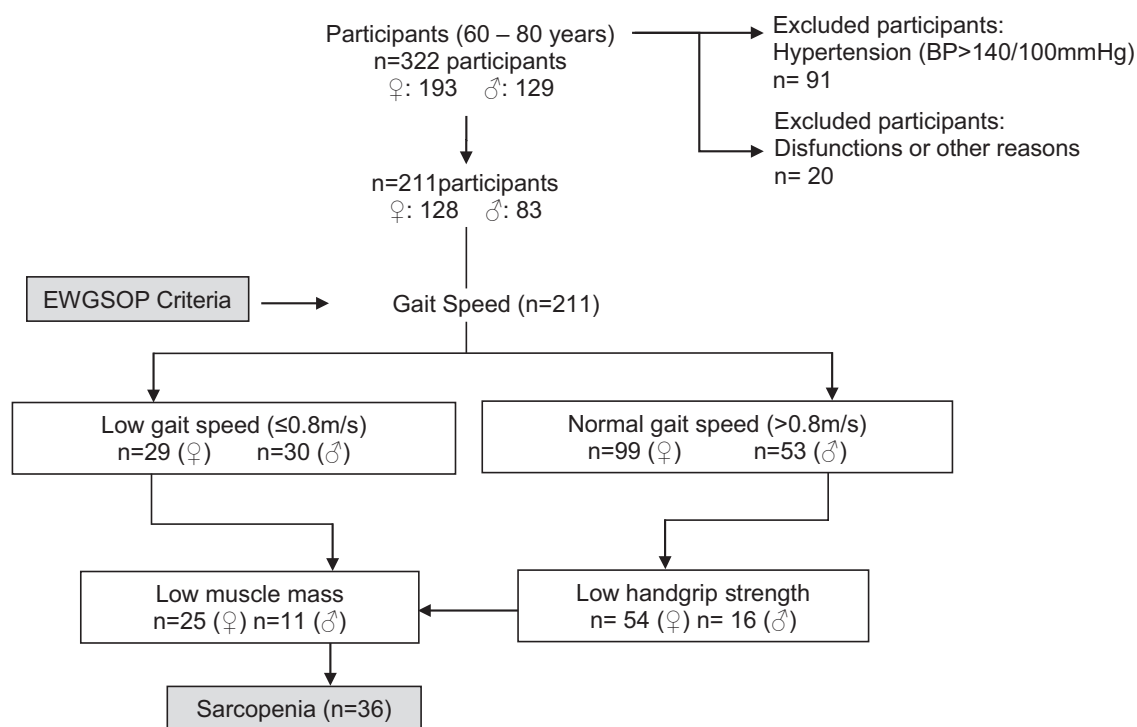 Participants (60 – 80 years)
n=322 participants
♀: 193 ♂: 129
Excluded participants:
Hypertension (BP>140/100mmHg)
n= 91
Excluded participants:
Disfunctions or other reasons
n= 20
n=211participants
♀: 128 ♂: 83
EWGSOP Criteria
Gait Speed (n=211)
Low gait speed (≤0.8m/s)
n=29 (♀) n=30 (♂)
Normal gait speed (>0.8m/s)
n=99 (♀) n=53 (♂)
Low muscle mass
n=25 (♀) n=11 (♂)
Low handgrip strength
n= 54 (♀) n= 16 (♂)
Sarcopenia (n=36)